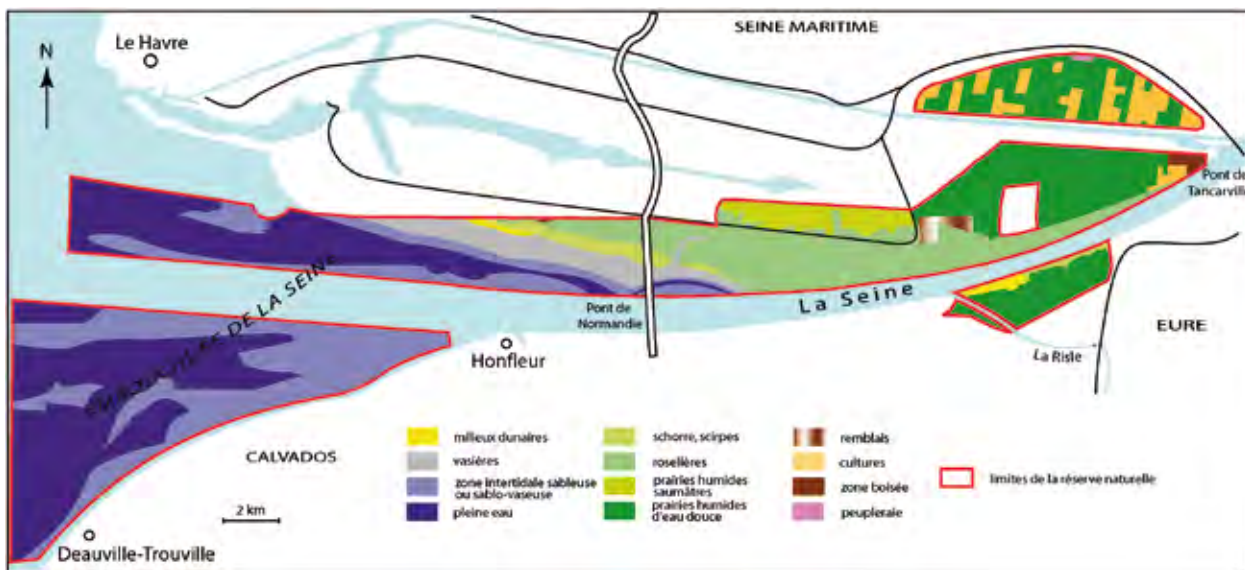 SEINE MARITIME
Le Havre
N
Pont de
Tancarville
La Seine
Pont de
Normandie
EMBOUCHURE DE LA SEINE
EURE
Honfleur
La Risle
CALVADOS
2 km
Deauville-Trouville
milieux dunaires
vasières
zone intertidale sableuse
ou sablo-vaseuse
pleine eau
schorre, scirpes
roselières
prairies humides
saumâtres
prairies humides
d'eau douce
remblais
cultures
zone boisée
peupleraie
limites de la réserve naturelle